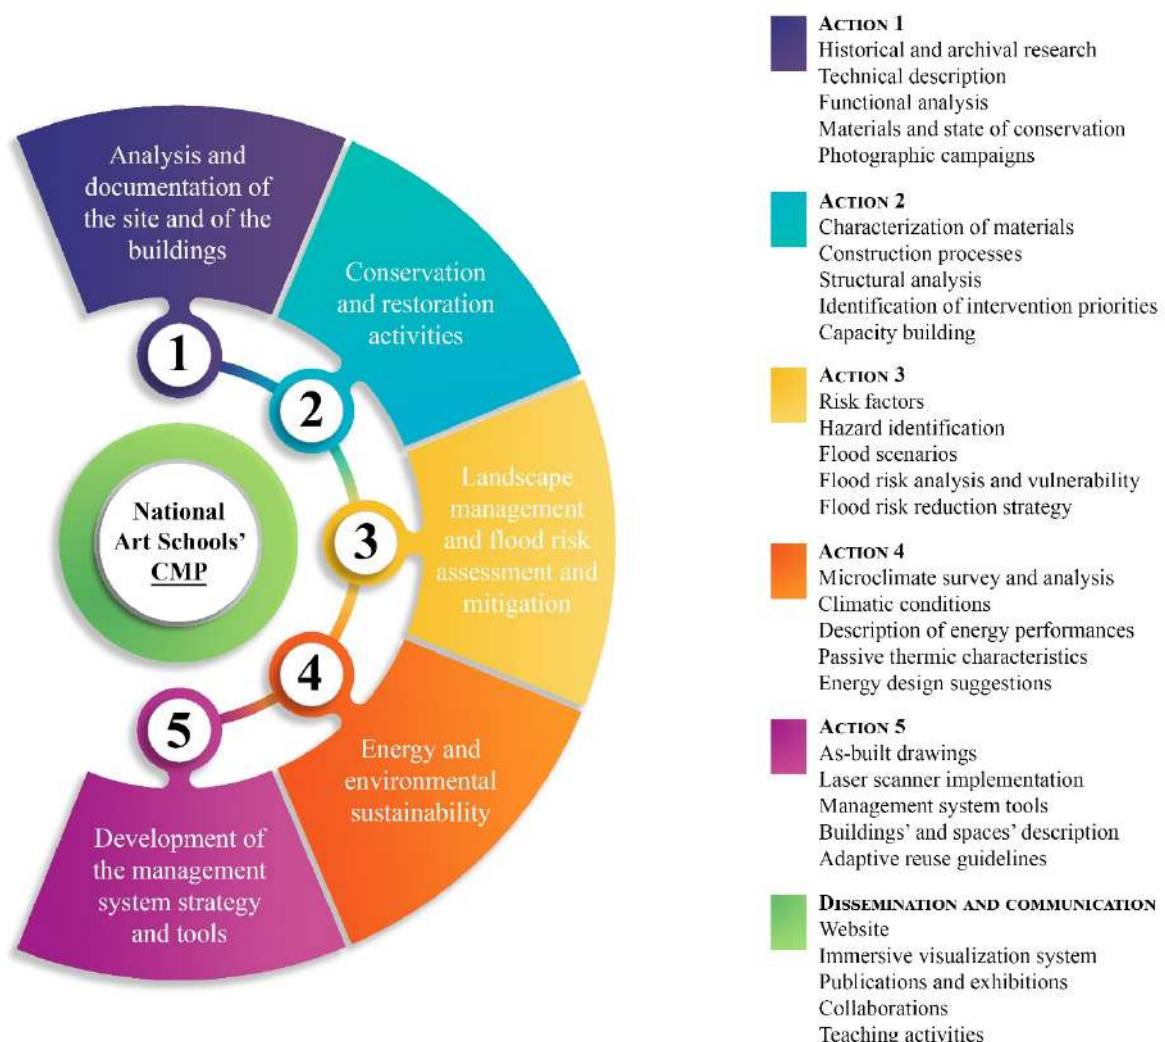 Analysis and
documentation of
the site and of the
buildings
Conservation
and restoration
activities
Landscape
management
and flood risk
assessment and
mitigation
Energy and
environmental
sustainability
Development of
the management
system strategy
and tools
1
2
3
4
5
National
Art Schools’
CMP
ACTION 1
Historical and archival research
Technical description
Functional analysis
Materials and state of conservation
Photographic campaigns
ACTION 2
Characterization of materials
Construction processes
Structural analysis
Identification of intervention priorities
Capacity building
ACTION 3
Risk factors
Hazard identification
Flood scenarios
Flood risk analysis and vulnerability
Flood risk reduction strategy
ACTION 4
Microclimate survey and analysis
Climatic conditions
Description of energy performances
Passive thermic characteristics
Energy design suggestions
ACTION 5
As-built drawings
Laser scanner implementation
Management system tools
Buildings’ and spaces’ description
Adaptive reuse guidelines
DISSEMINATION AND COMMUNICATION
Website
Immersive visualization system
Publications and exhibitions
Collaborations
Teaching activities